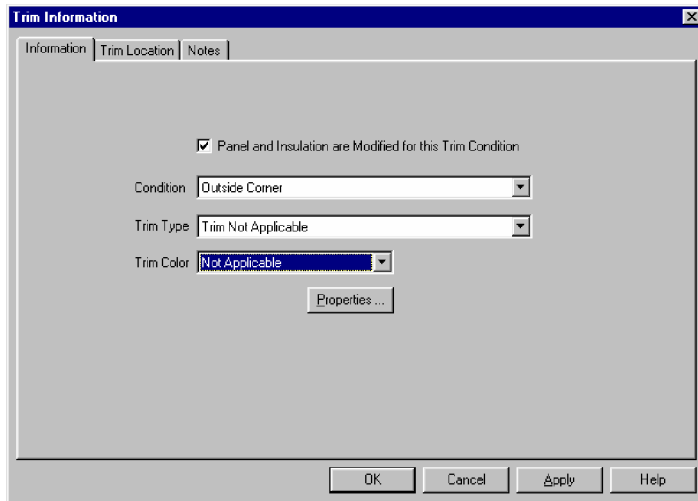 Trim Information
Information Trim Location Notes
Panel and Insulation are Modified for this Trim Condition
Condition Outside Corner
Trim Type Trim Not Applicable
Trim Color Not Applicable
Properties ...
OK Cancel Apply Help